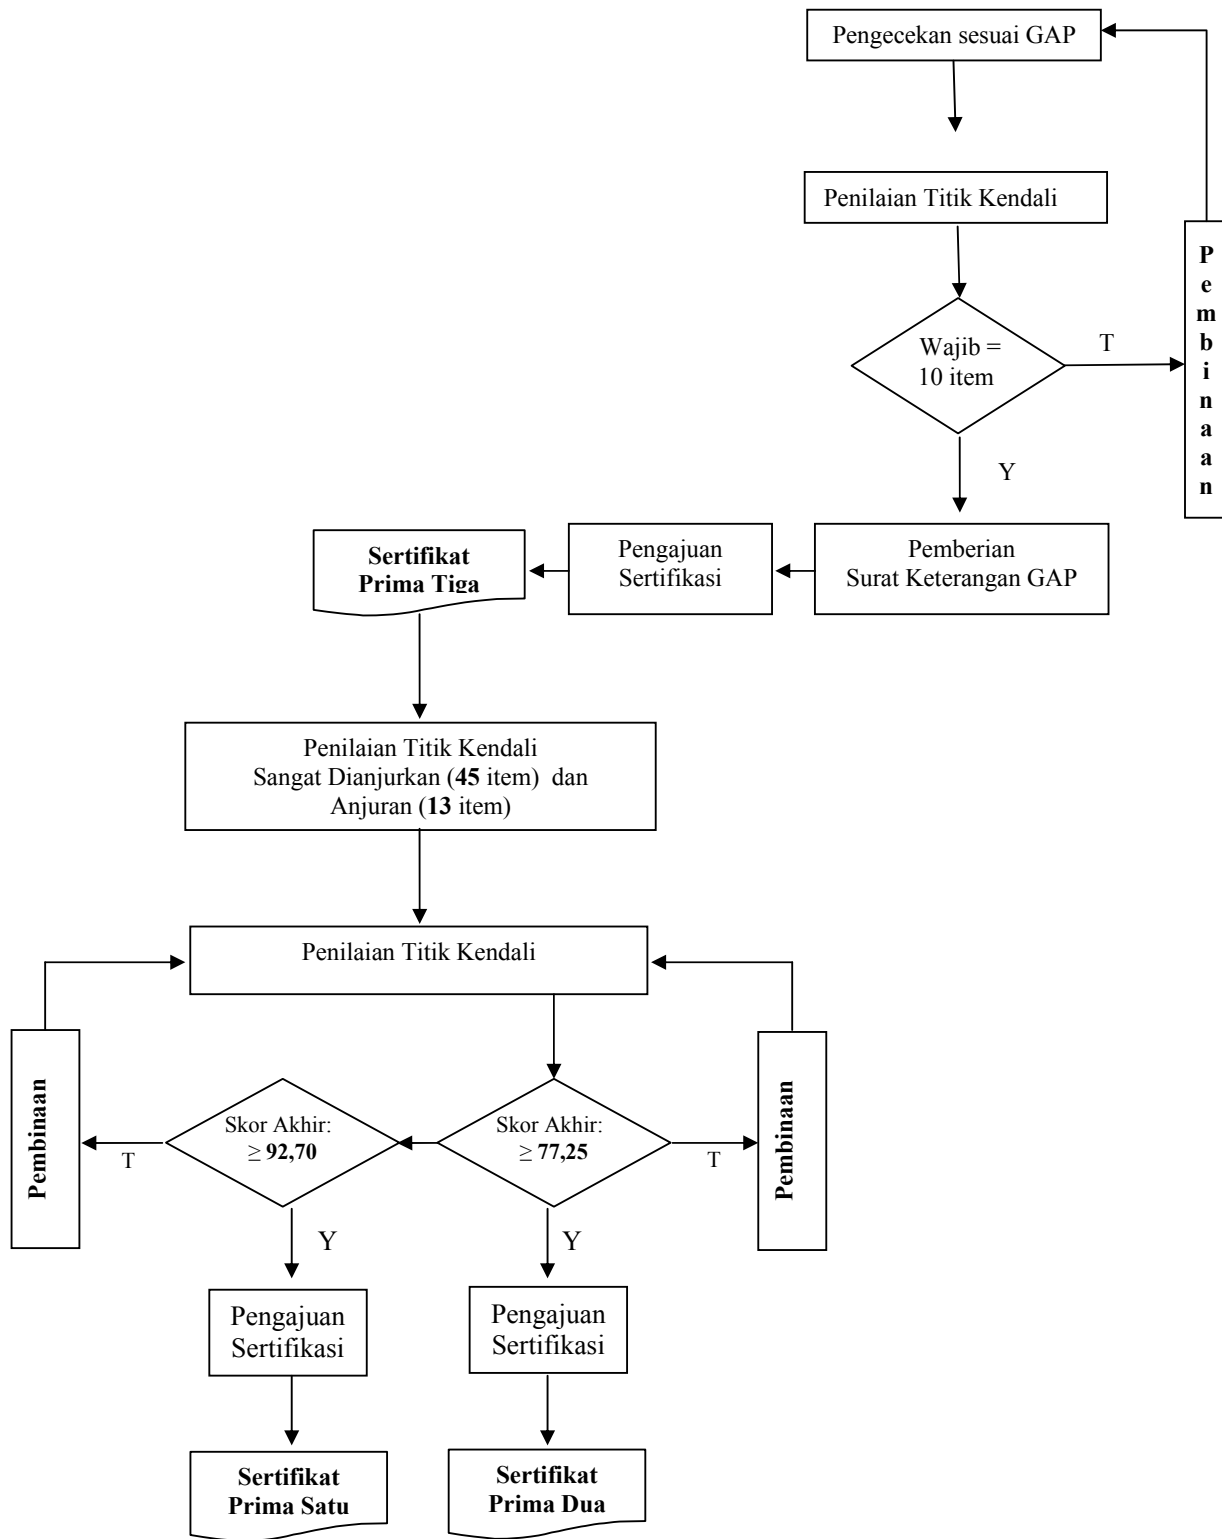 Pengecekan sesuai GAP
Penilaian Titik Kendali
Wajib =
10 item
T
Pembinaan
Y
Pemberian
Surat Keterangan GAP
Pengajuan
Sertifikasi
Sertifikat
Prima Tiga
Penilaian Titik Kendali
Sangat Dianjurkan (45 item) dan
Anjuran (13 item)
Penilaian Titik Kendali
Pembinaan
T
Skor Akhir:
≥ 92,70
Skor Akhir:
≥ 77,25
T
Pembinaan
Y
Y
Pengajuan
Sertifikasi
Pengajuan
Sertifikasi
Sertifikat
Prima Satu
Sertifikat
Prima Dua